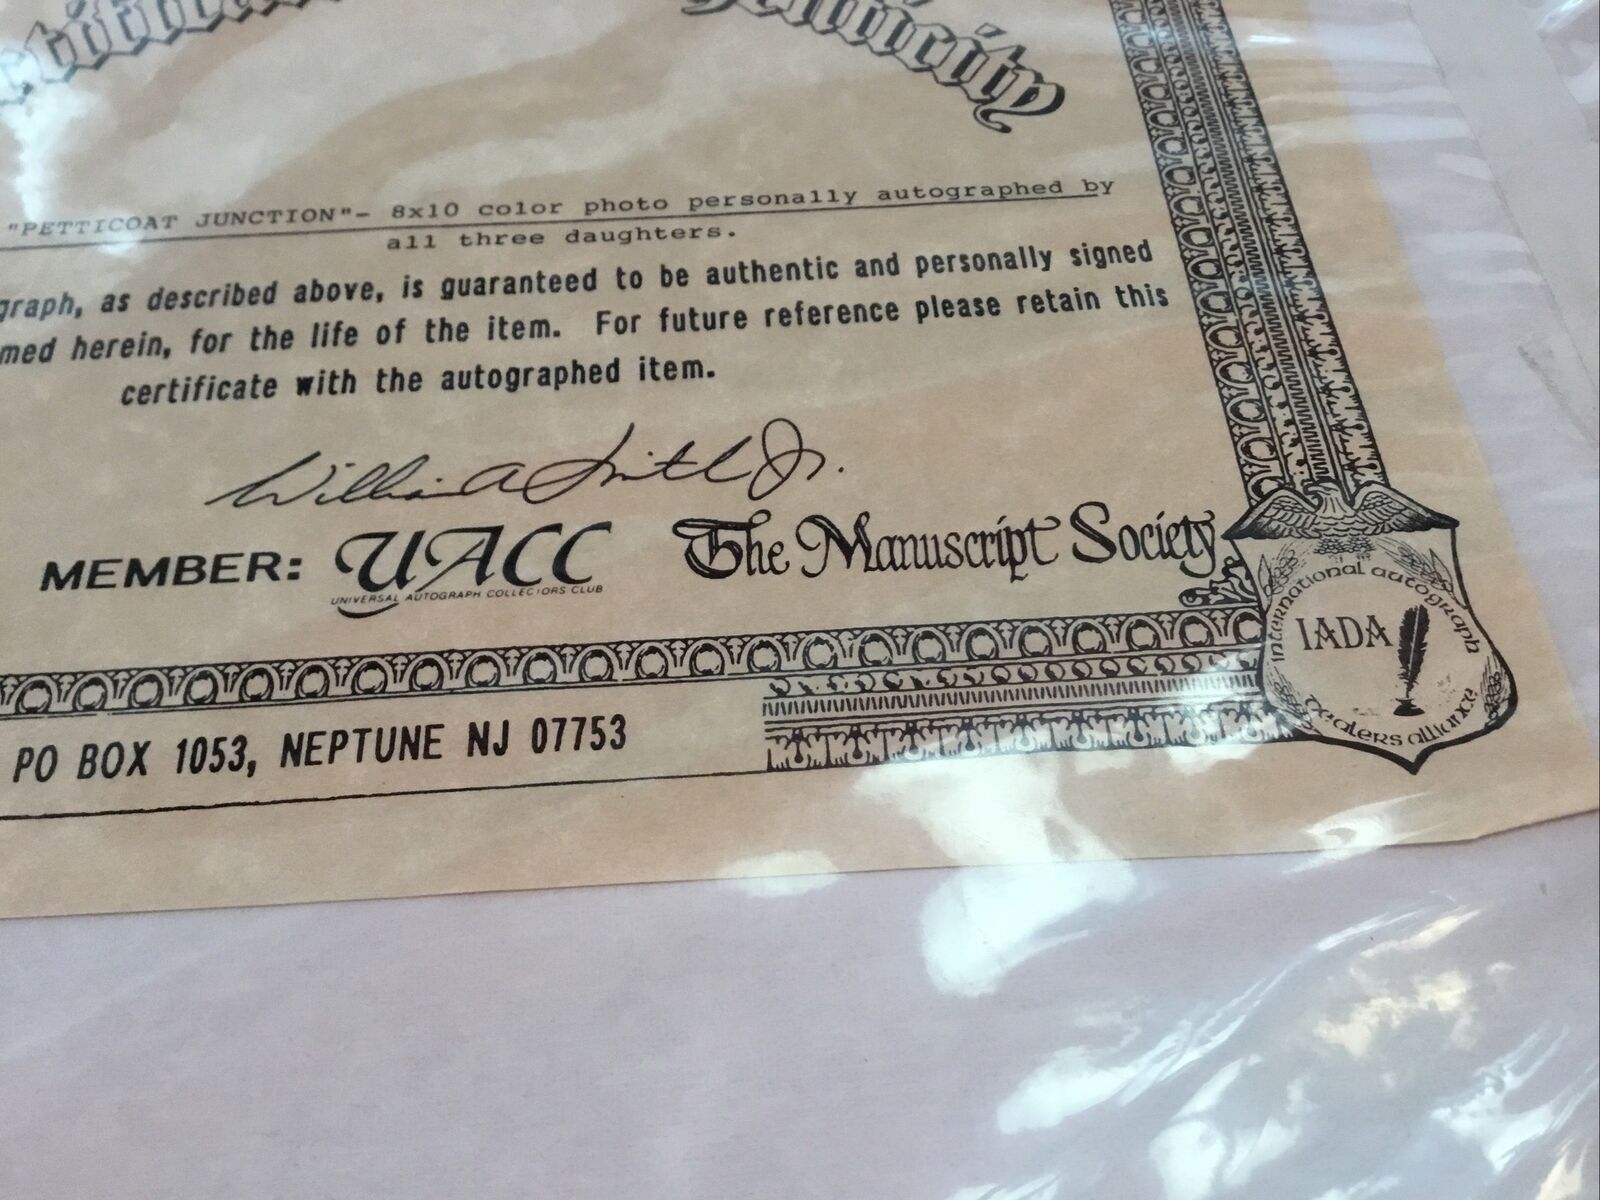 "PETTICOAT JUNCTION"- 8x10 color photo personally autographed by
all three daughters.
graph, as described above, is guaranteed to be authentic and personally signed
med herein, for the life of the item. For future reference please retain this
certificate with the autographed item.
William Smith Jr.
MEMBER: UACC The Manuscript Society
UNIVERSAL AUTOGRAPH COLLECTORS CLUB
international autograph
IADA
dealers alliance
PO BOX 1053, NEPTUNE NJ 07753